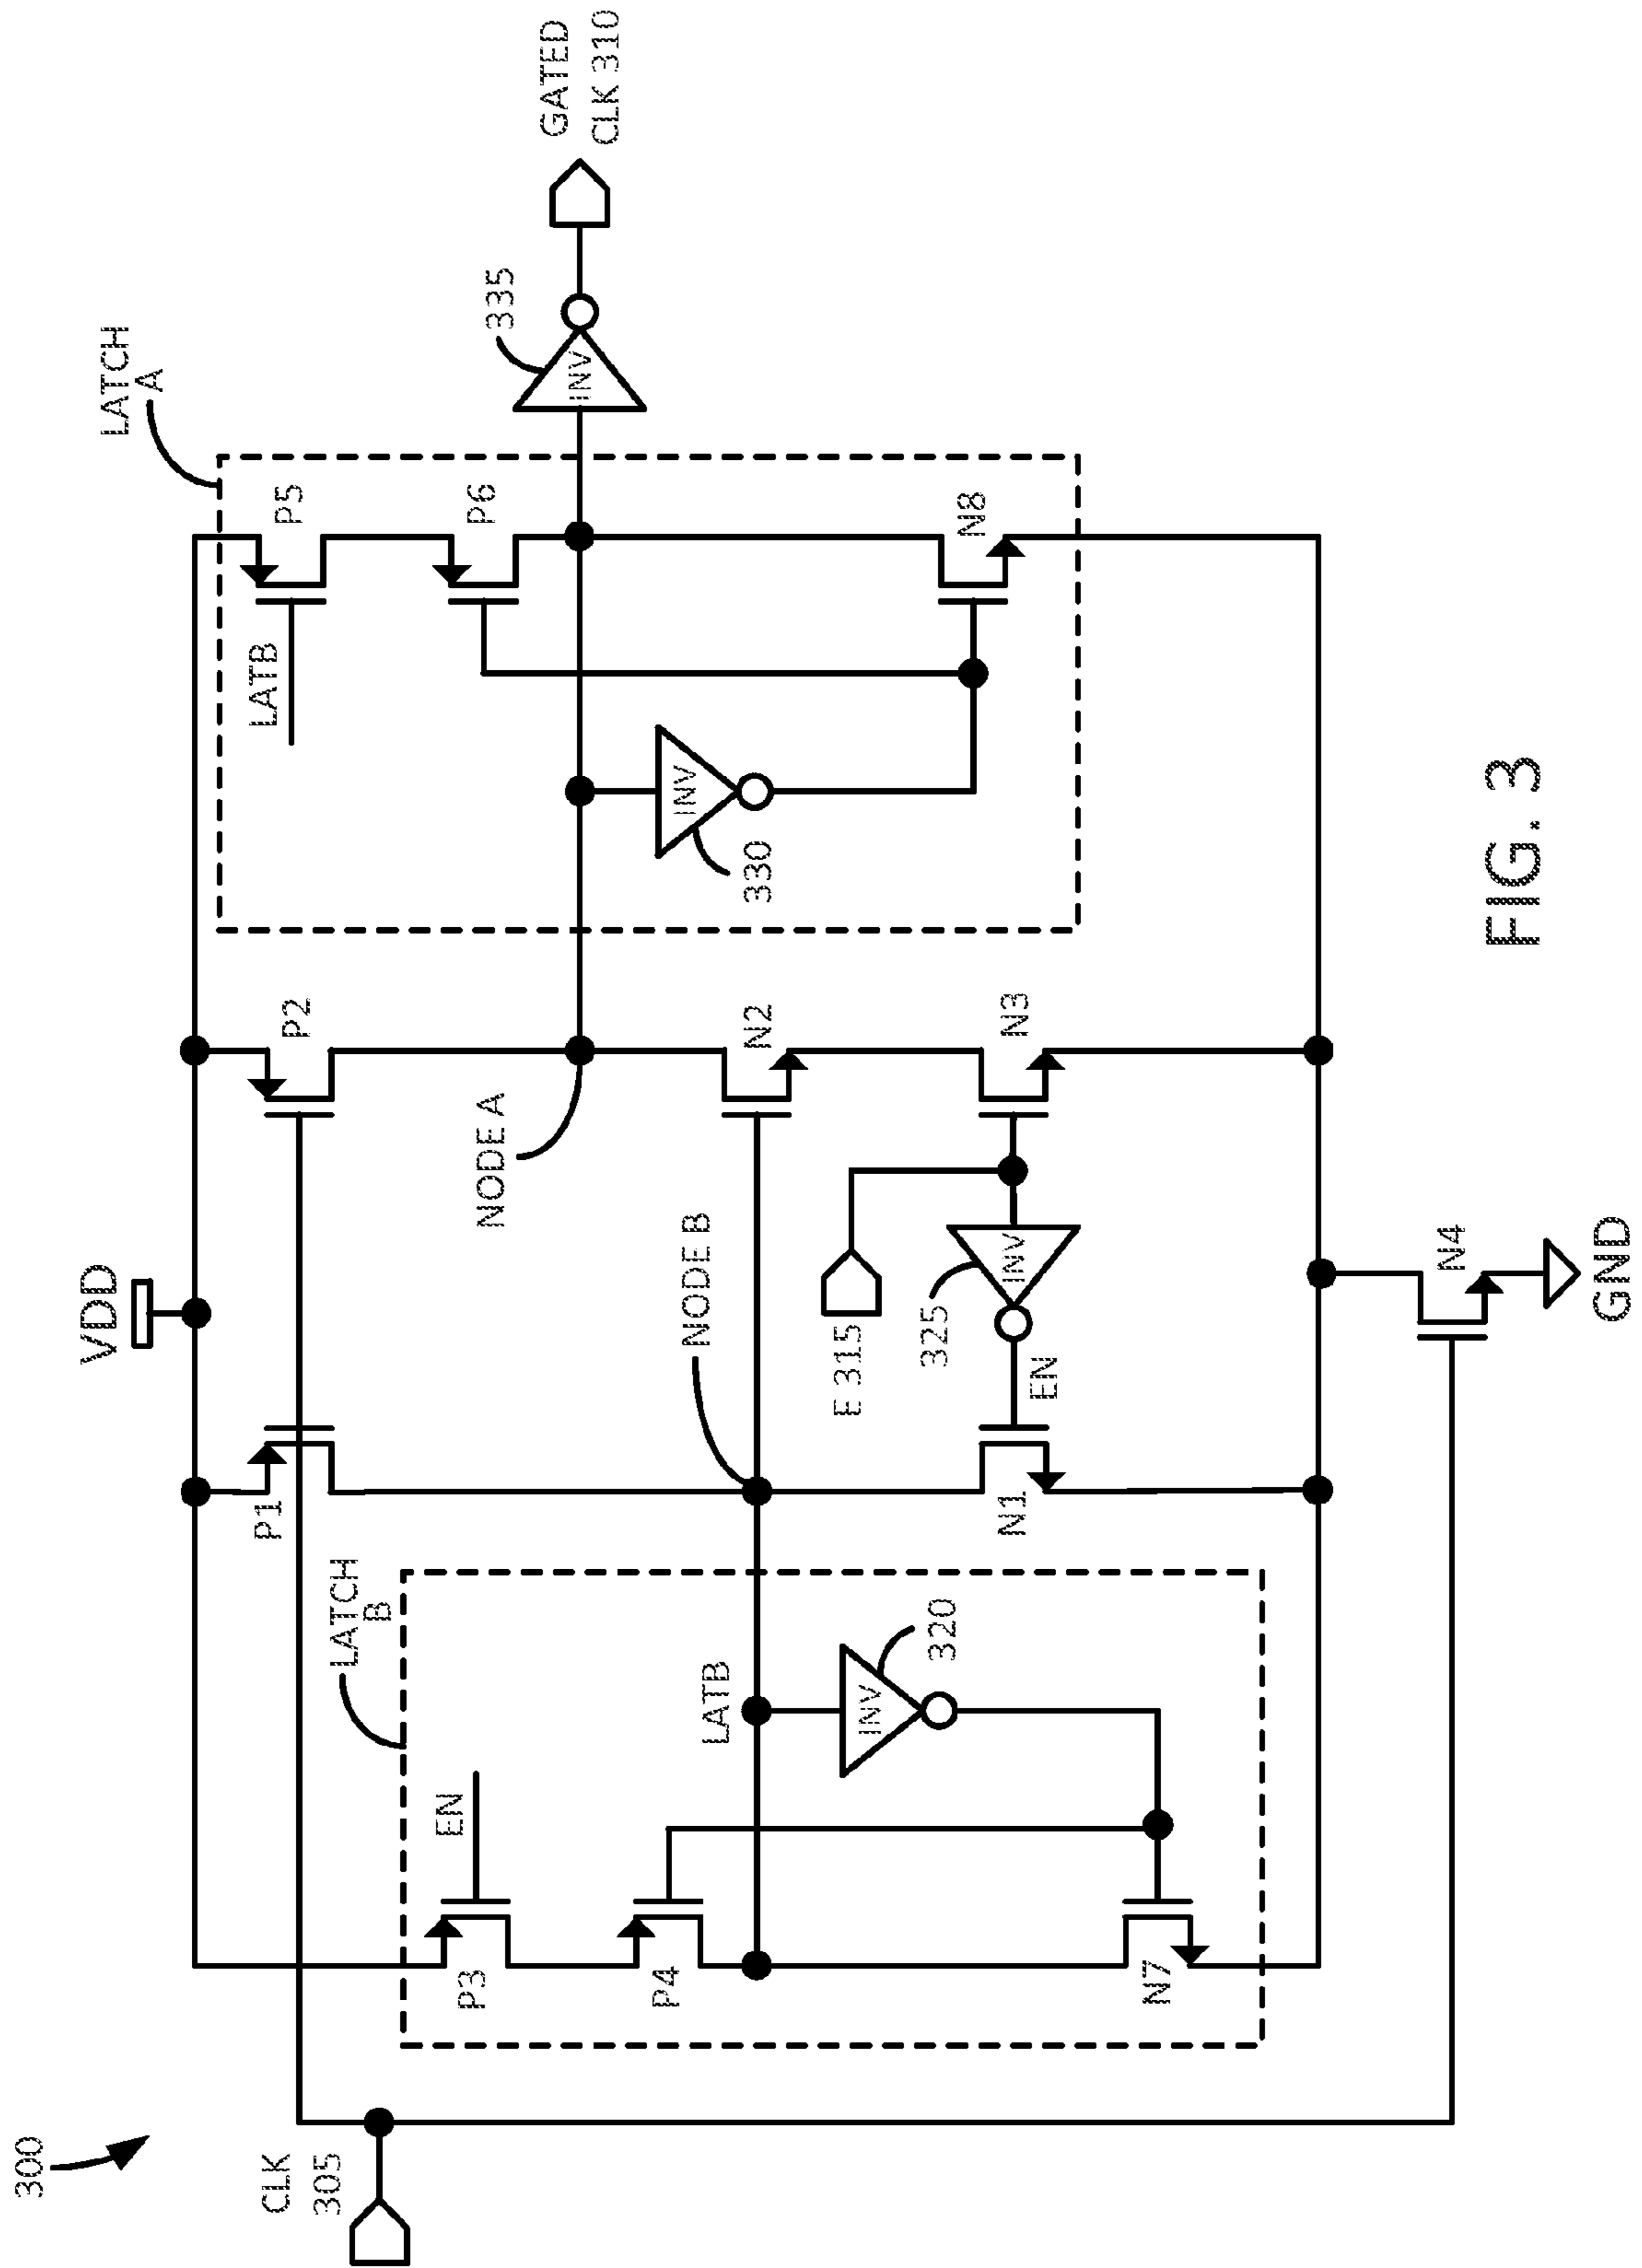 300
CLK
305
VDD
LATCH
A
LATCH
B
P1
P2
P5
LATB
EN
P3
P6
NODE A
GATED
CLK 310
335
INV
P4
LATB
NODE B
N2
INV
330
INV
320
E 315
325
INV
EN
N7
N1
N3
N8
N4
GND
FIG. 3